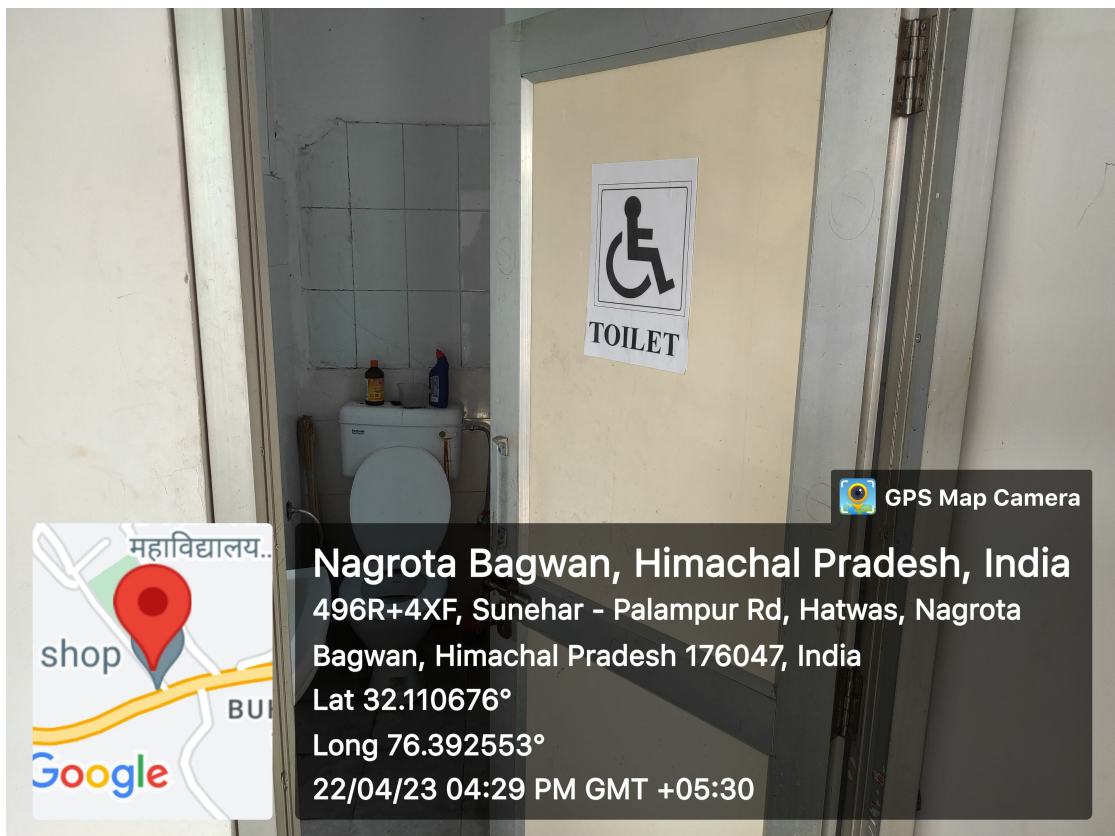 TOILET
GPS Map Camera
महाविद्यालय..
shop
BUH
Google
Nagrota Bagwan, Himachal Pradesh, India
496R+4XF, Sunehar - Palampur Rd, Hatwas, Nagrota
Bagwan, Himachal Pradesh 176047, India
Lat 32.110676°
Long 76.392553°
22/04/23 04:29 PM GMT +05:30